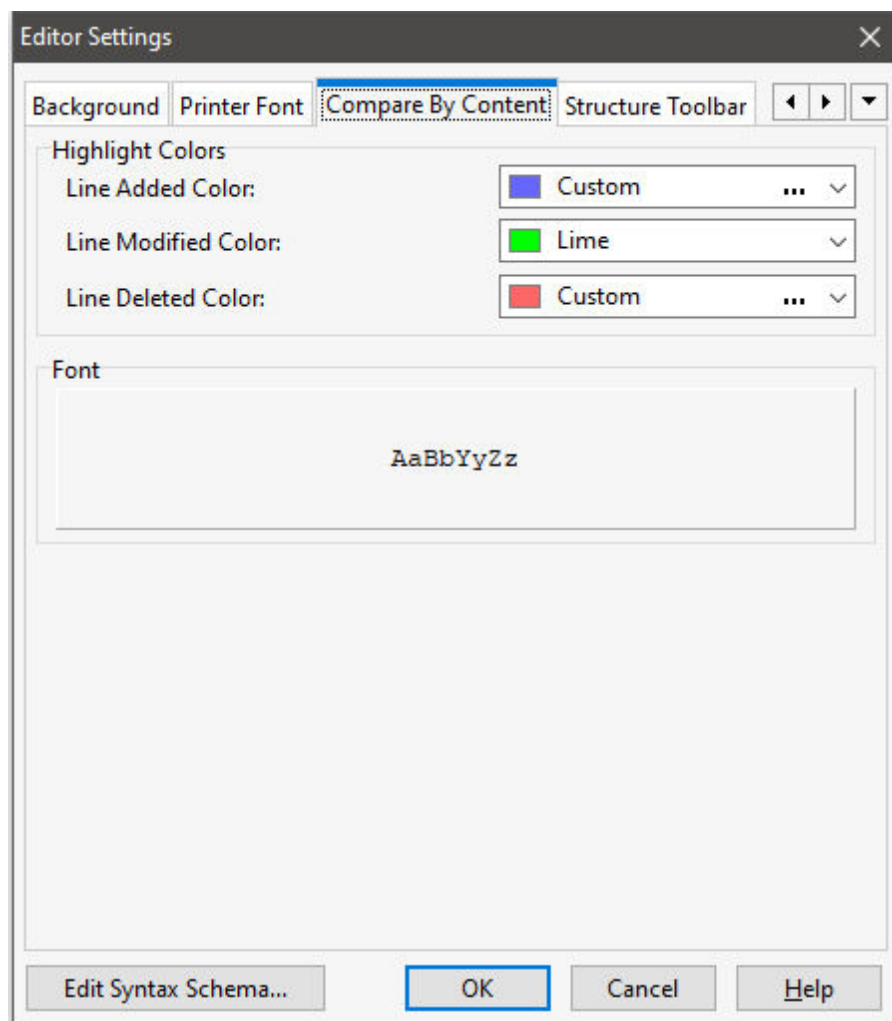 Editor Settings
Background Printer Font Compare By Content Structure Toolbar
Highlight Colors
Line Added Color: Custom ...
Line Modified Color: Lime
Line Deleted Color: Custom ...
Font
AaBbYyZz
Edit Syntax Schema... OK Cancel Help